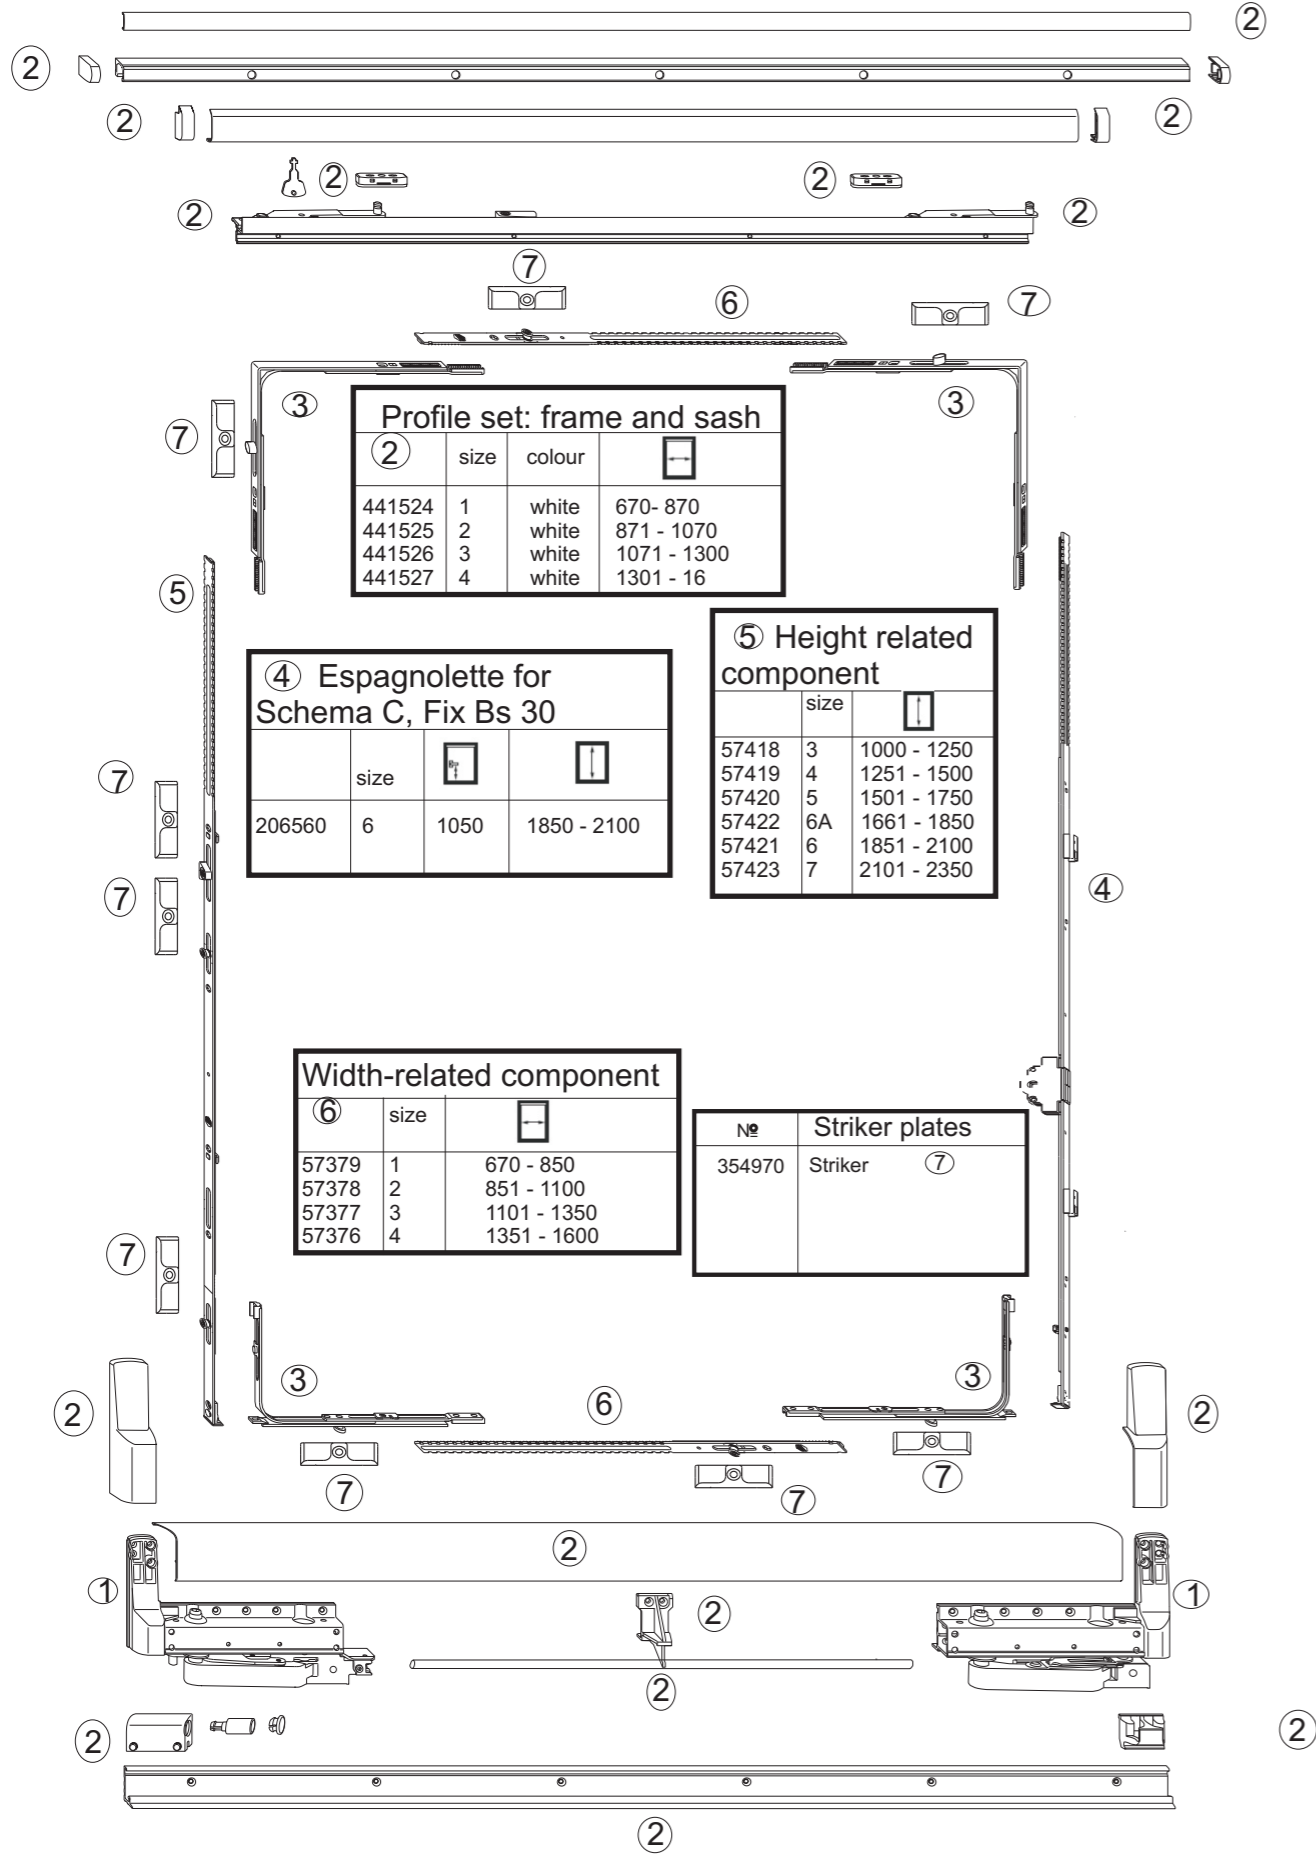 2
2
2
2
2
2
2
2
7
6
7
3
3
7
Profile set: frame and sash
2 size colour
441524 1 white 670- 870
441525 2 white 871 - 1070
441526 3 white 1071 - 1300
441527 4 white 1301 - 16
5
4 Espagnolette for
Schema C, Fix Bs 30
size
206560 6 1050 1850 - 2100
5 Height related
component
size
57418 3 1000 - 1250
57419 4 1251 - 1500
57420 5 1501 - 1750
57422 6A 1661 - 1850
57421 6 1851 - 2100
57423 7 2101 - 2350
7
7
4
Width-related component
6 size
57379 1 670 - 850
57378 2 851 - 1100
57377 3 1101 - 1350
57376 4 1351 - 1600
Nº Striker plates
354970 Striker 7
7
3
3
2
6
2
7
7
7
2
1
1
2
2
2
2
2